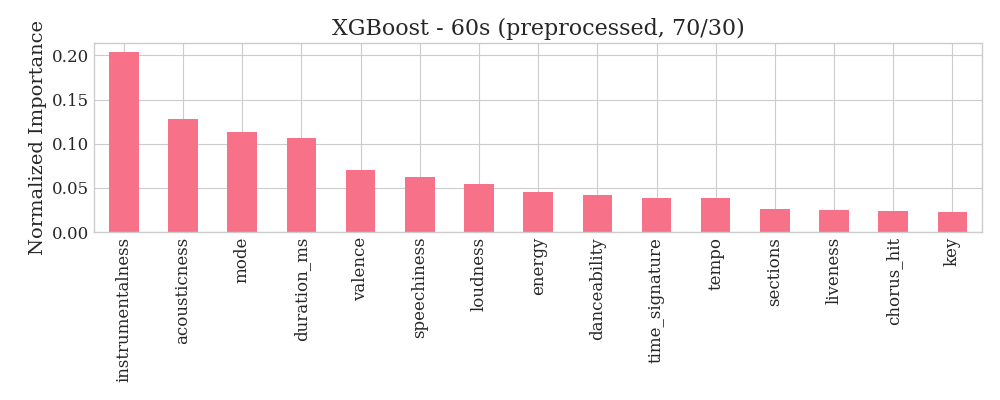 XGBoost - 60s (preprocessed, 70/30)
Normalized Importance
0.20
0.15
0.10
0.05
0.00
instrumentalness
acousticness
mode
duration_ms
valence
speechiness
loudness
energy
danceability
time_signature
tempo
sections
liveness
chorus_hit
key